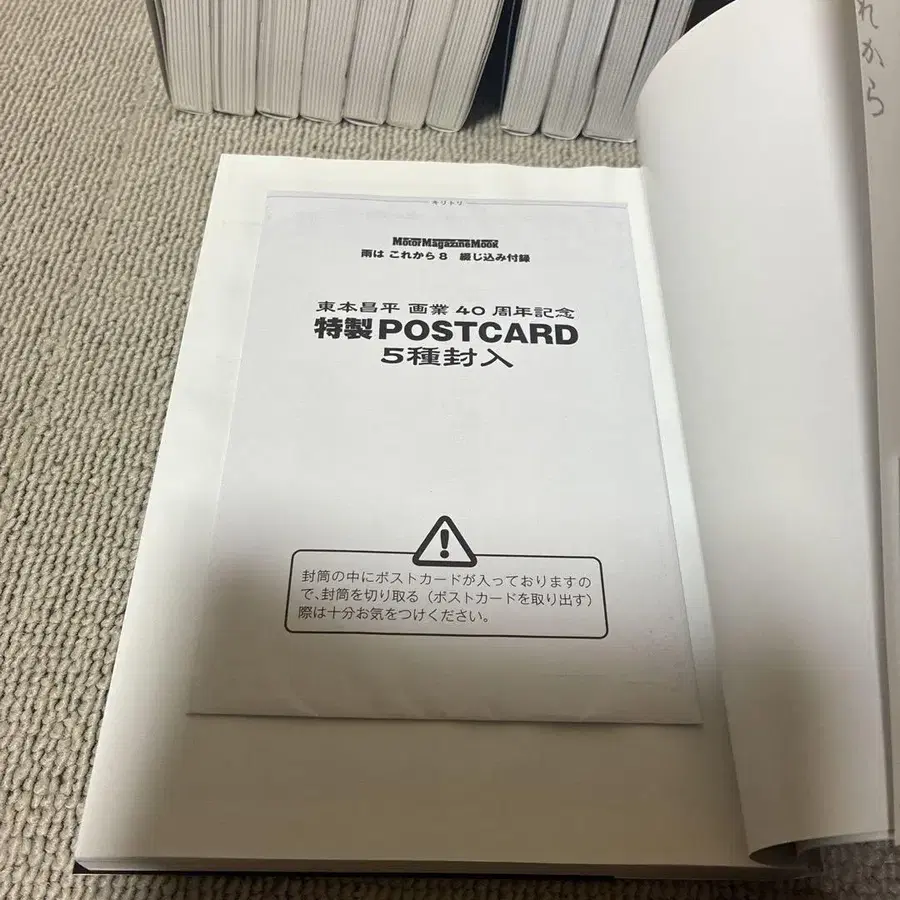 キリトリ
Motor Magazine Mook
雨は これから 8 綴じ込み付録
東本昌平 画業 40 周年記念
特製 POSTCARD
5種封入
封筒の中にポストカードが入っておりますの
で、封筒を切り取る（ポストカードを取り出す）
際は十分お気をつけください。
れから